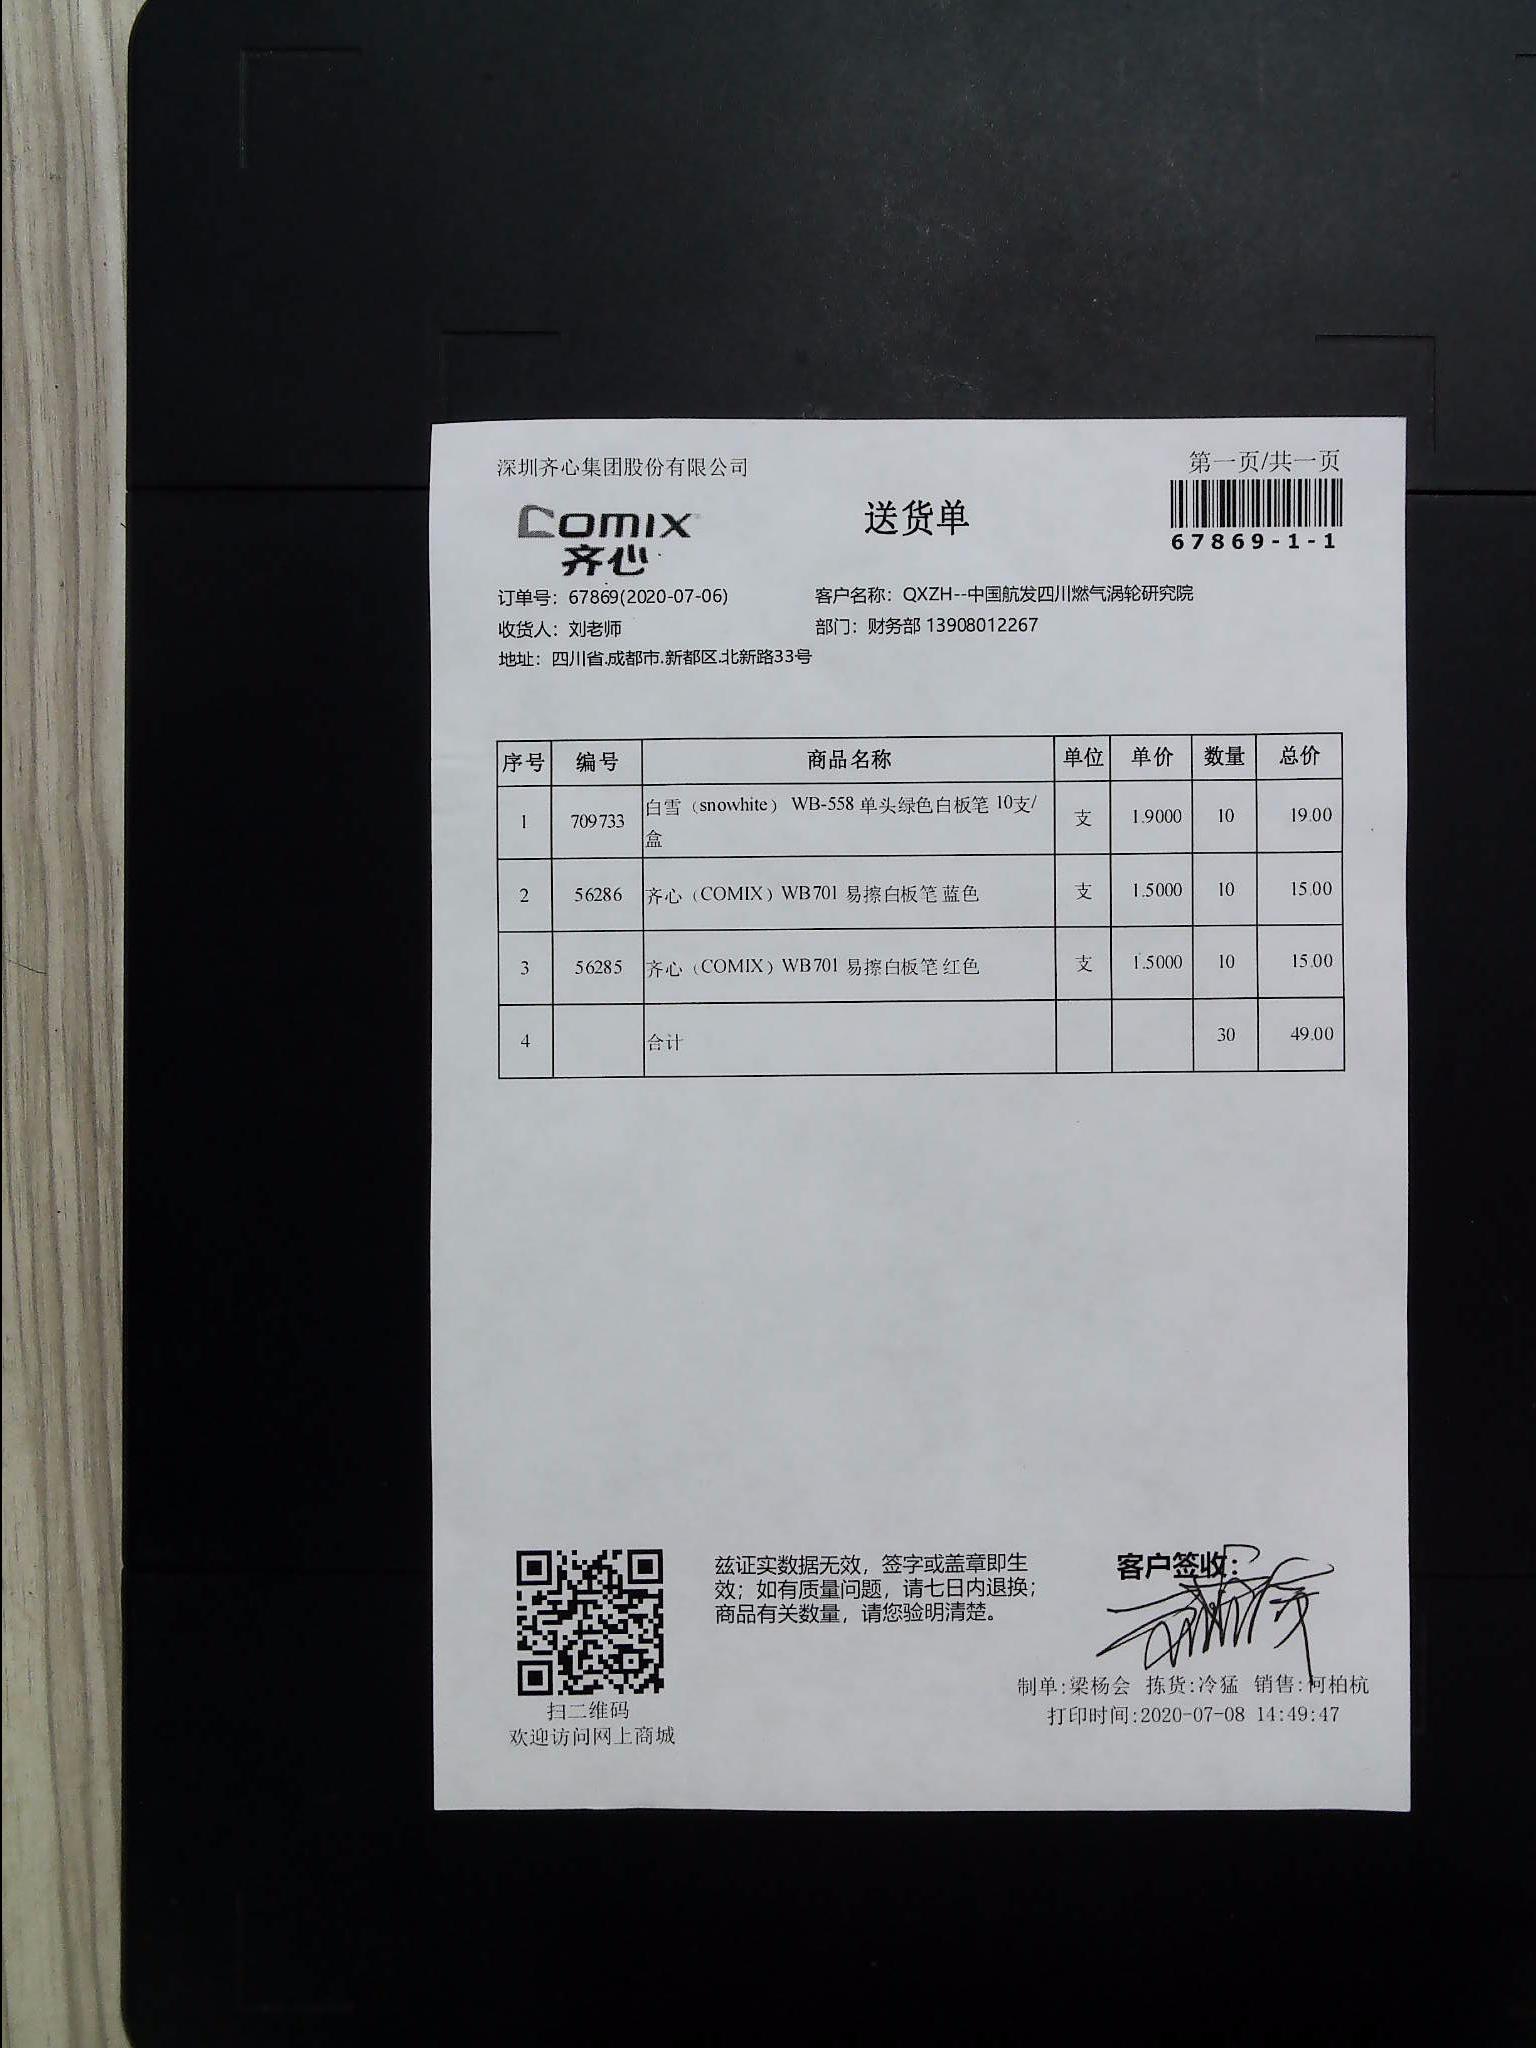 深圳齐心集团股份有限公司
第一页/共一页
COMIX
齐心
送货单
67869-1-1
订单号：67869(2020-07-06)
客户名称：QXZH--中国航发四川燃气涡轮研究院
收货人：刘老师
部门：财务部 13908012267
地址：四川省.成都市.新都区.北新路33号
序号 编号 商品名称 单位 单价 数量 总价
1 709733 白雪（snowhite） WB-558 单头绿色白板笔 10支/
盒 支 1.9000 10 19.00
2 56286 齐心（COMIX）WB701 易擦白板笔 蓝色 支 1.5000 10 15.00
3 56285 齐心（COMIX）WB701 易擦白板笔 红色 支 1.5000 10 15.00
4 合计 30 49.00
兹证实数据无效，签字或盖章即生
效；如有质量问题，请七日内退换；
商品有关数量，请您验明清楚。
客户签收：
制单:梁杨会 拣货:冷猛 销售:何柏杭
打印时间:2020-07-08 14:49:47
扫二维码
欢迎访问网上商城